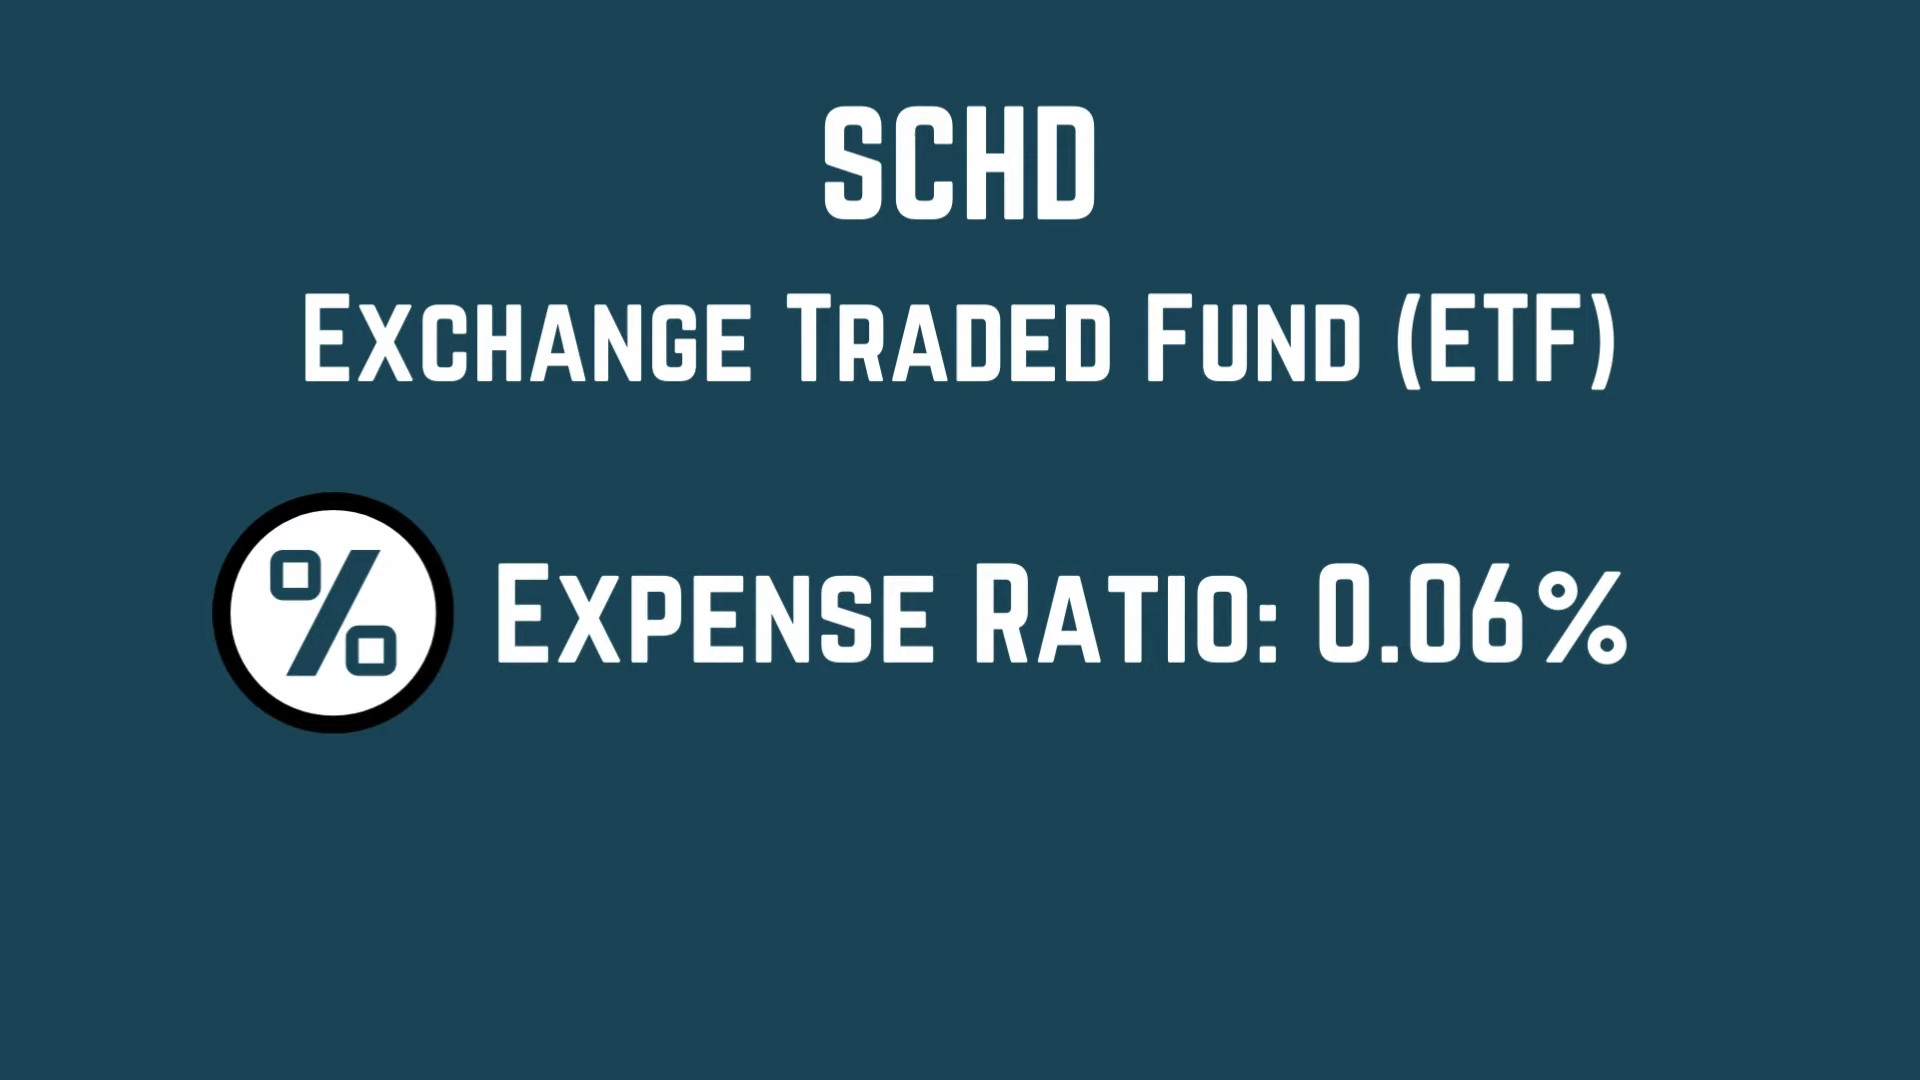 SCHD
Exchange Traded Fund (ETF)
% Expense Ratio: 0.06%